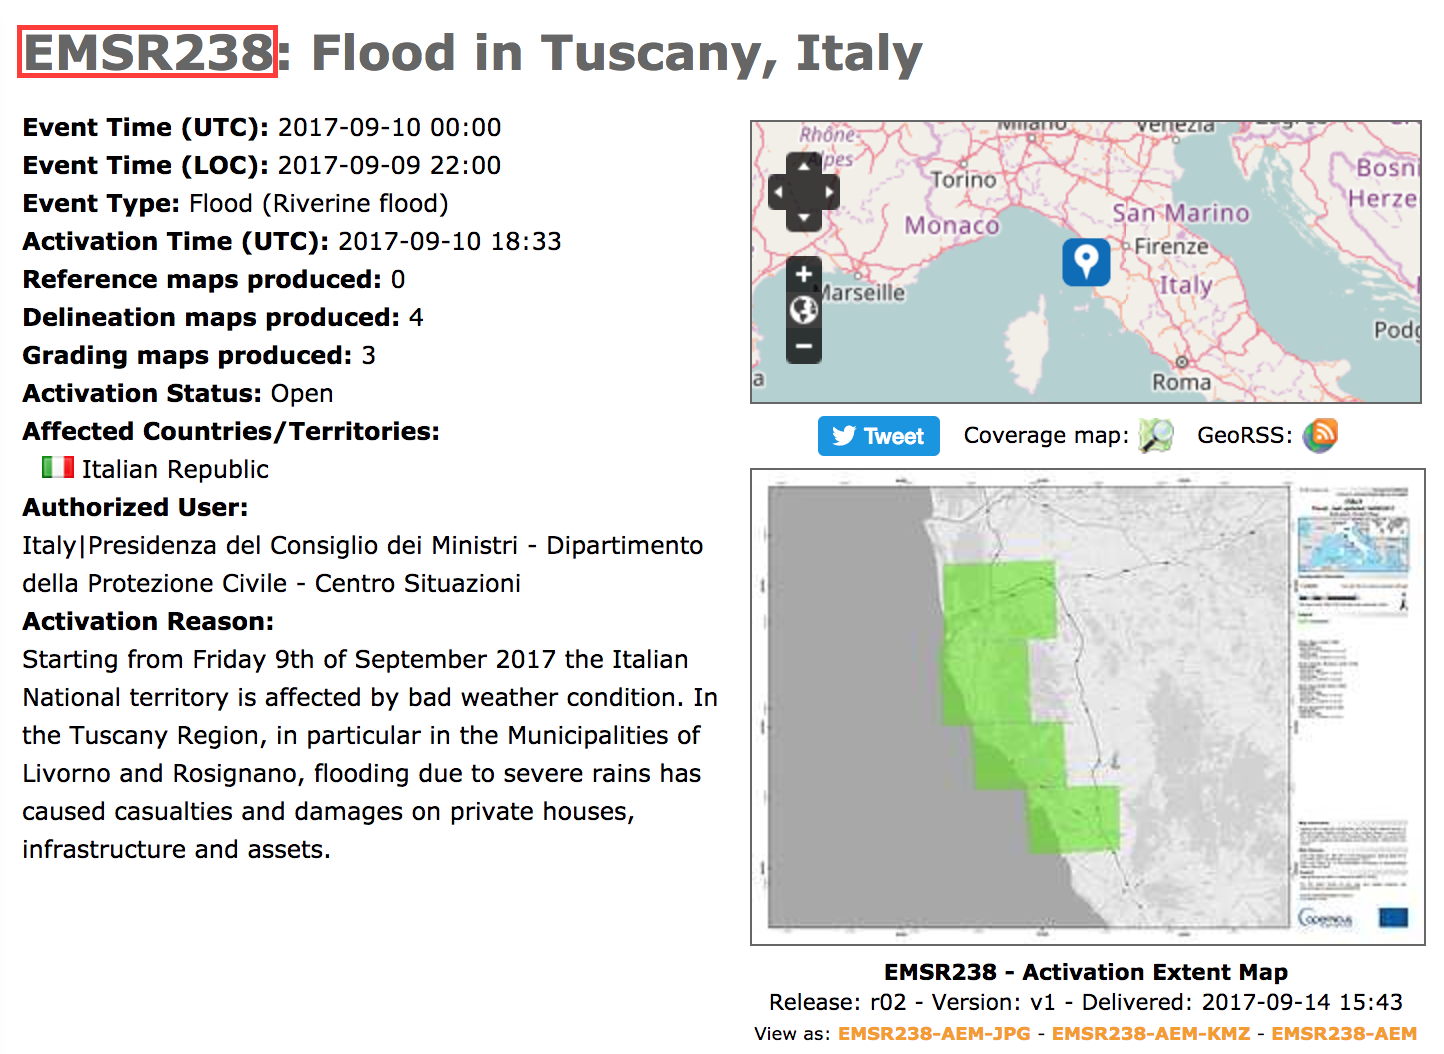 EMSR238: Flood in Tuscany, Italy
Event Time (UTC): 2017-09-10 00:00
Event Time (LOC): 2017-09-09 22:00
Event Type: Flood (Riverine flood)
Activation Time (UTC): 2017-09-10 18:33
Reference maps produced: 0
Delineation maps produced: 4
Grading maps produced: 3
Activation Status: Open
Affected Countries/Territories:
Italian Republic
Authorized User:
Italy|Presidenza del Consiglio dei Ministri - Dipartimento
della Protezione Civile - Centro Situazioni
Activation Reason:
Starting from Friday 9th of September 2017 the Italian
National territory is affected by bad weather condition. In
the Tuscany Region, in particular in the Municipalities of
Livorno and Rosignano, flooding due to severe rains has
caused casualties and damages on private houses,
infrastructure and assets.
Rhône-
Alpes
Milano
Venezia
Zagreb
Torino
Bosni
Herze
San Marino
Monaco
Firenze
Italy
Marseille
Podg
Roma
a
Tweet
Coverage map:
GeoRSS:
ITALY
Copernicus
EMSR238 - Activation Extent Map
Release: r02 - Version: v1 - Delivered: 2017-09-14 15:43
View as: EMSR238-AEM-JPG - EMSR238-AEM-KMZ - EMSR238-AEM